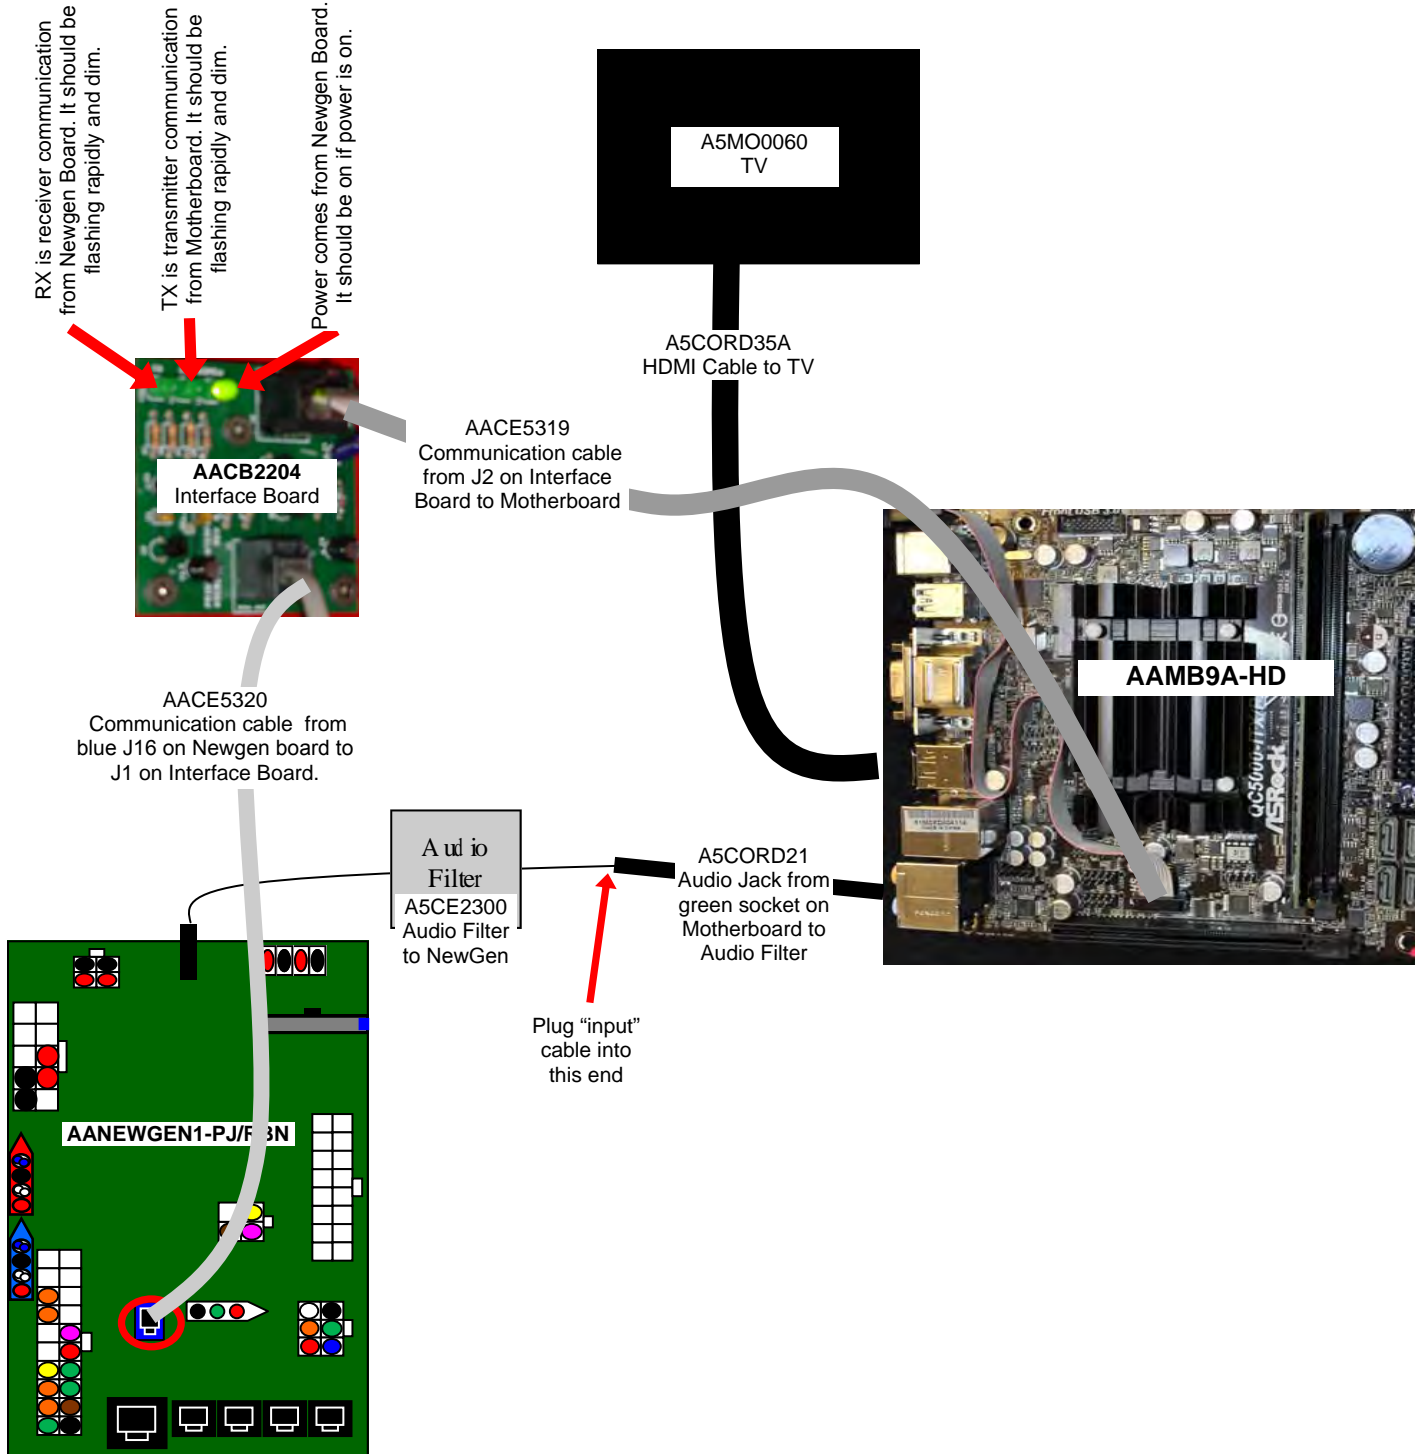 RX is receiver communication
from Newgen Board. It should be
flashing rapidly and dim.
TX is transmitter communication
from Motherboard. It should be
flashing rapidly and dim.
Power comes from Newgen Board.
It should be on if power is on.
A5MO0060
TV
A5CORD35A
HDMI Cable to TV
AACE5319
Communication cable
from J2 on Interface
Board to Motherboard
AACB2204
Interface Board
AAMB9A-HD
QC5000-ITX
ASRock
AACE5320
Communication cable from
blue J16 on Newgen board to
J1 on Interface Board.
Audio
Filter
A5CE2300
Audio Filter
to NewGen
A5CORD21
Audio Jack from
green socket on
Motherboard to
Audio Filter
Plug “input”
cable into
this end